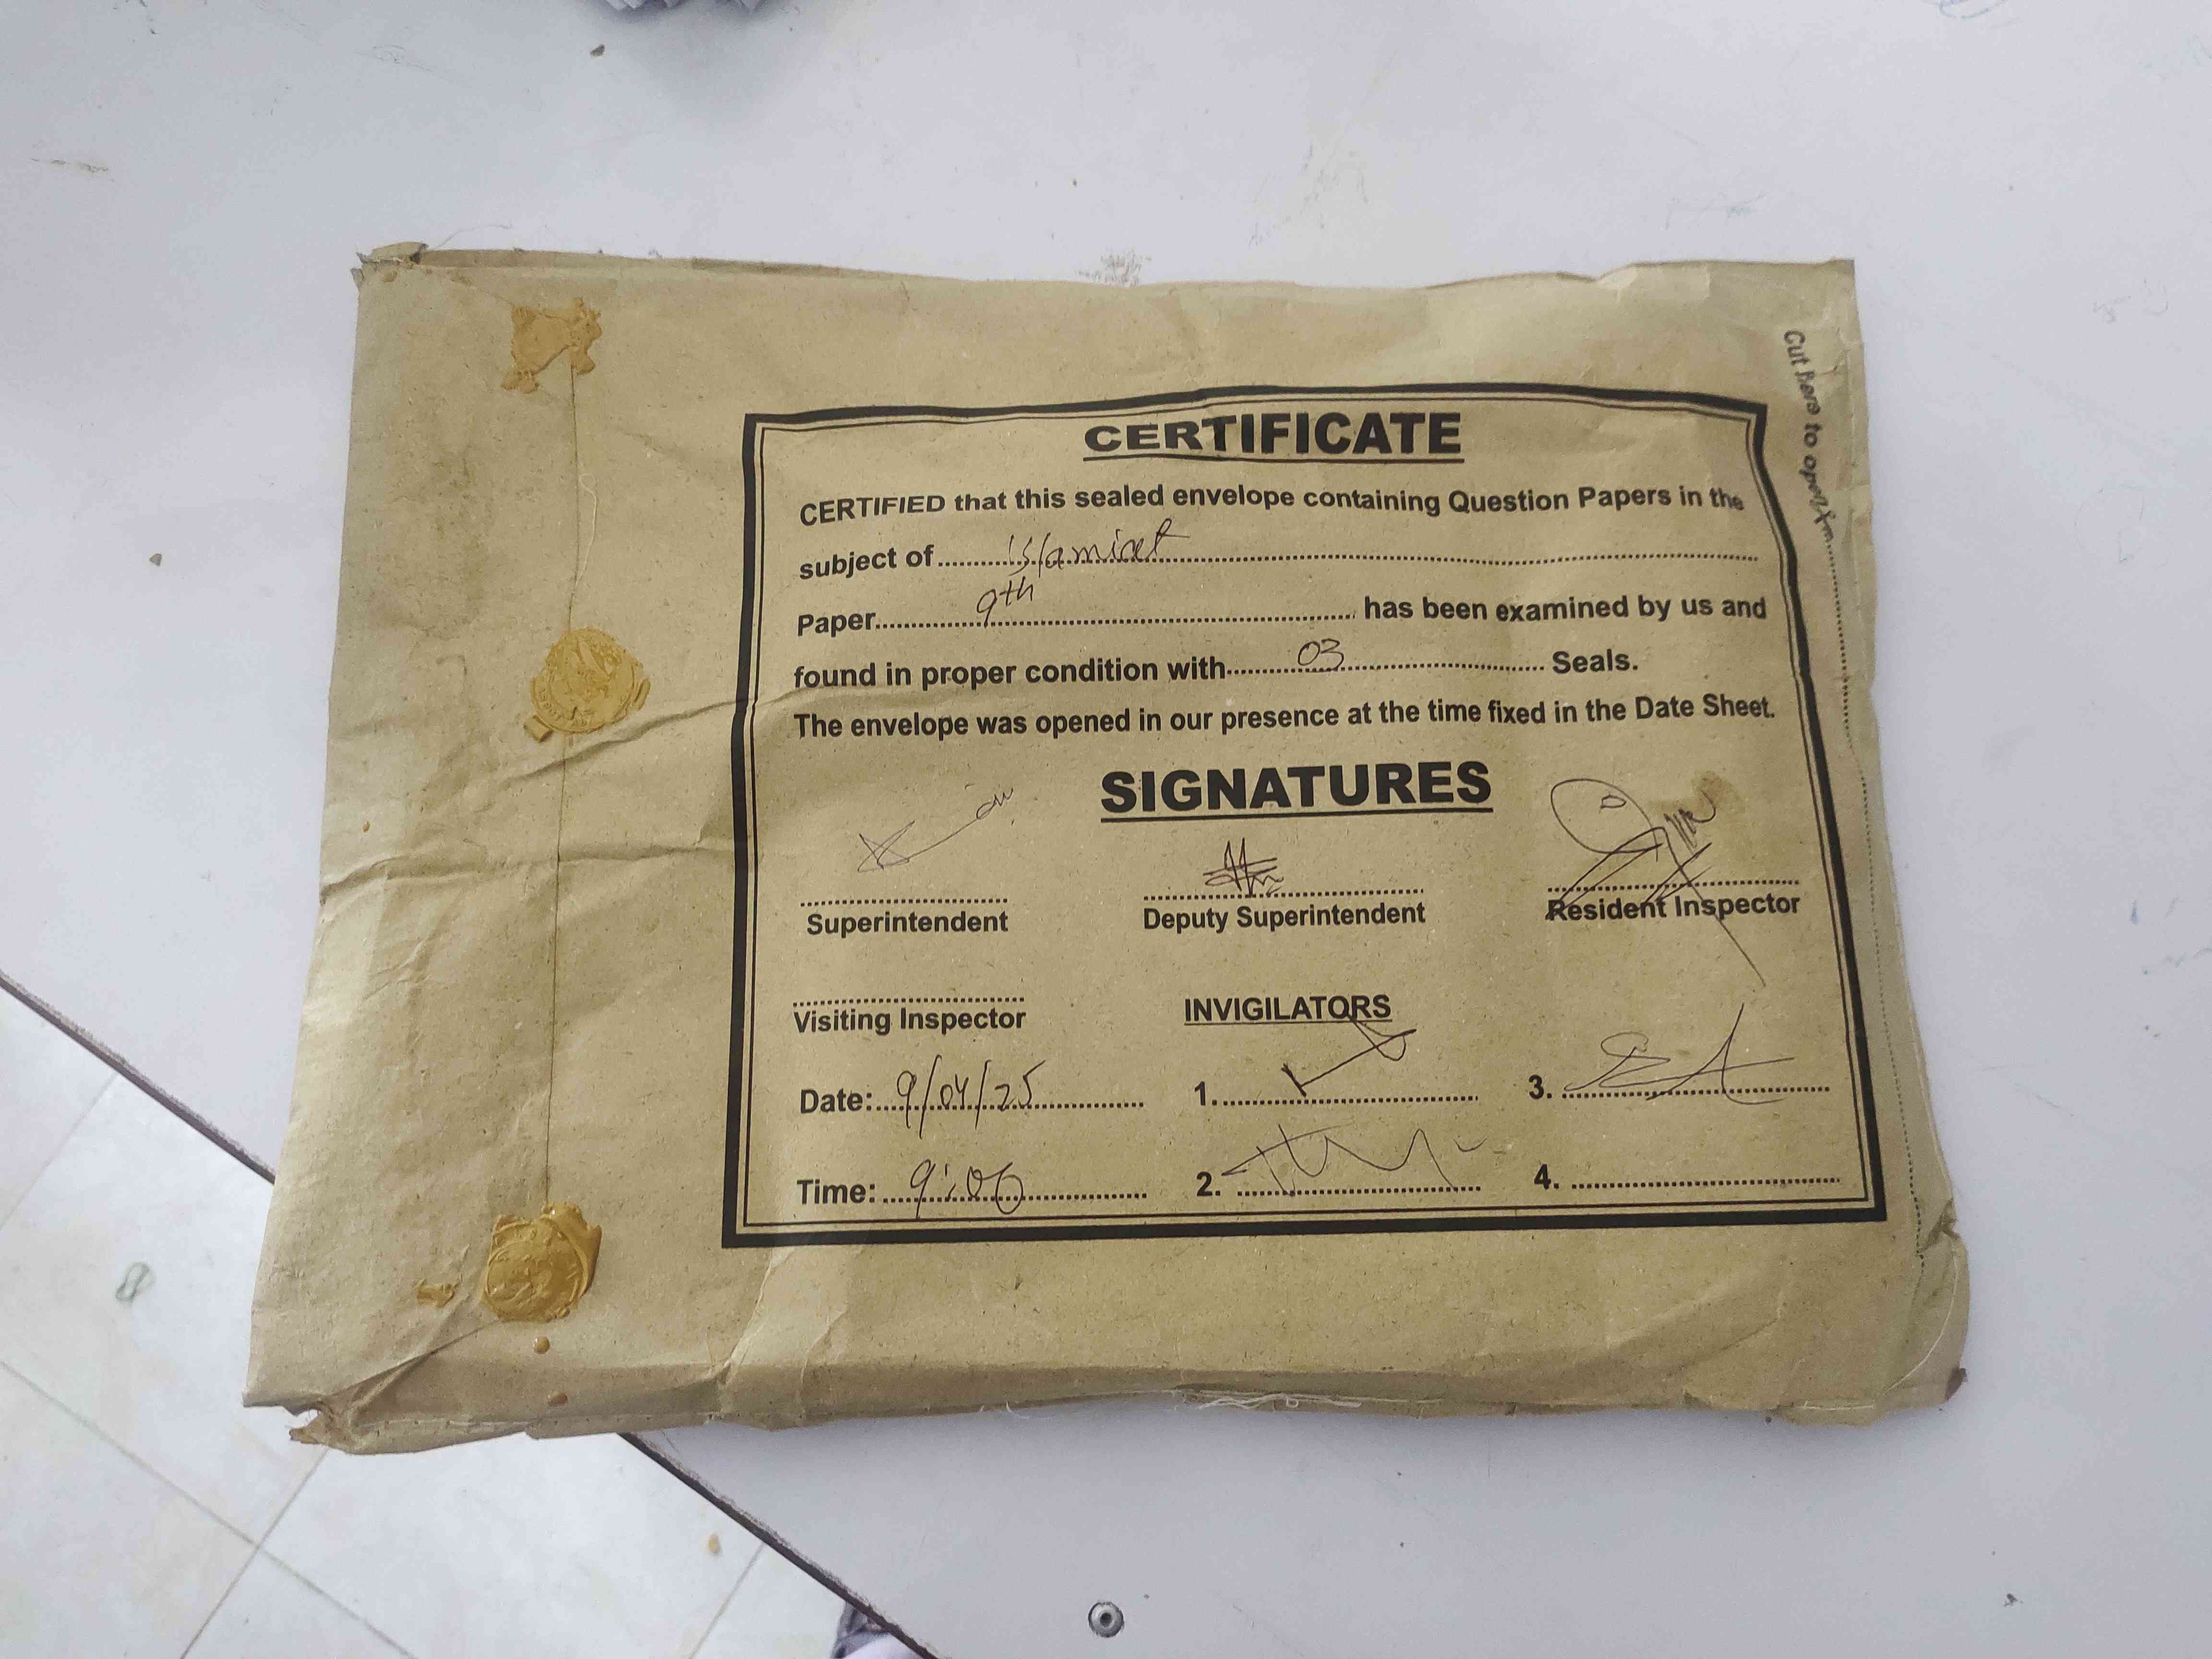 Cut here to open
CERTIFICATE
CERTIFIED that this sealed envelope containing Question Papers in the
subject of islamiat
Paper 9th has been examined by us and
found in proper condition with 03 Seals.
The envelope was opened in our presence at the time fixed in the Date Sheet.
SIGNATURES
Superintendent Deputy Superintendent Resident Inspector
Visiting Inspector INVIGILATORS
Date: 9/04/25 1. 3.
Time: 9:00 2. 4.